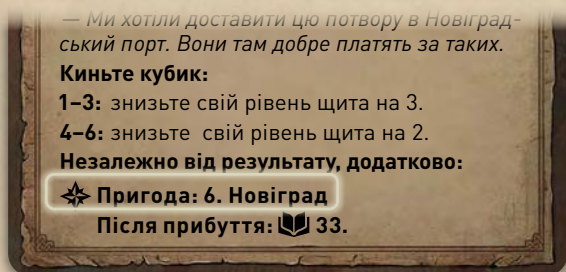 — Ми хотіли доставити цю потвору в Новіград-
ський порт. Вони там добре платять за таких.
Киньте кубик:
1–3: знизьте свій рівень щита на 3.
4–6: знизьте свій рівень щита на 2.
Незалежно від результату, додатково:
Пригода: 6. Новіград
Після прибуття: 33.